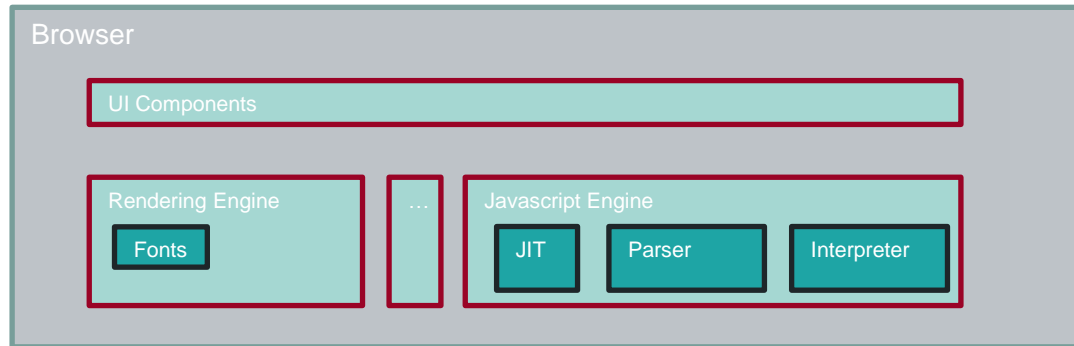 Browser
UI Components
Rendering Engine
Fonts
…
Javascript Engine
JIT
Parser
Interpreter